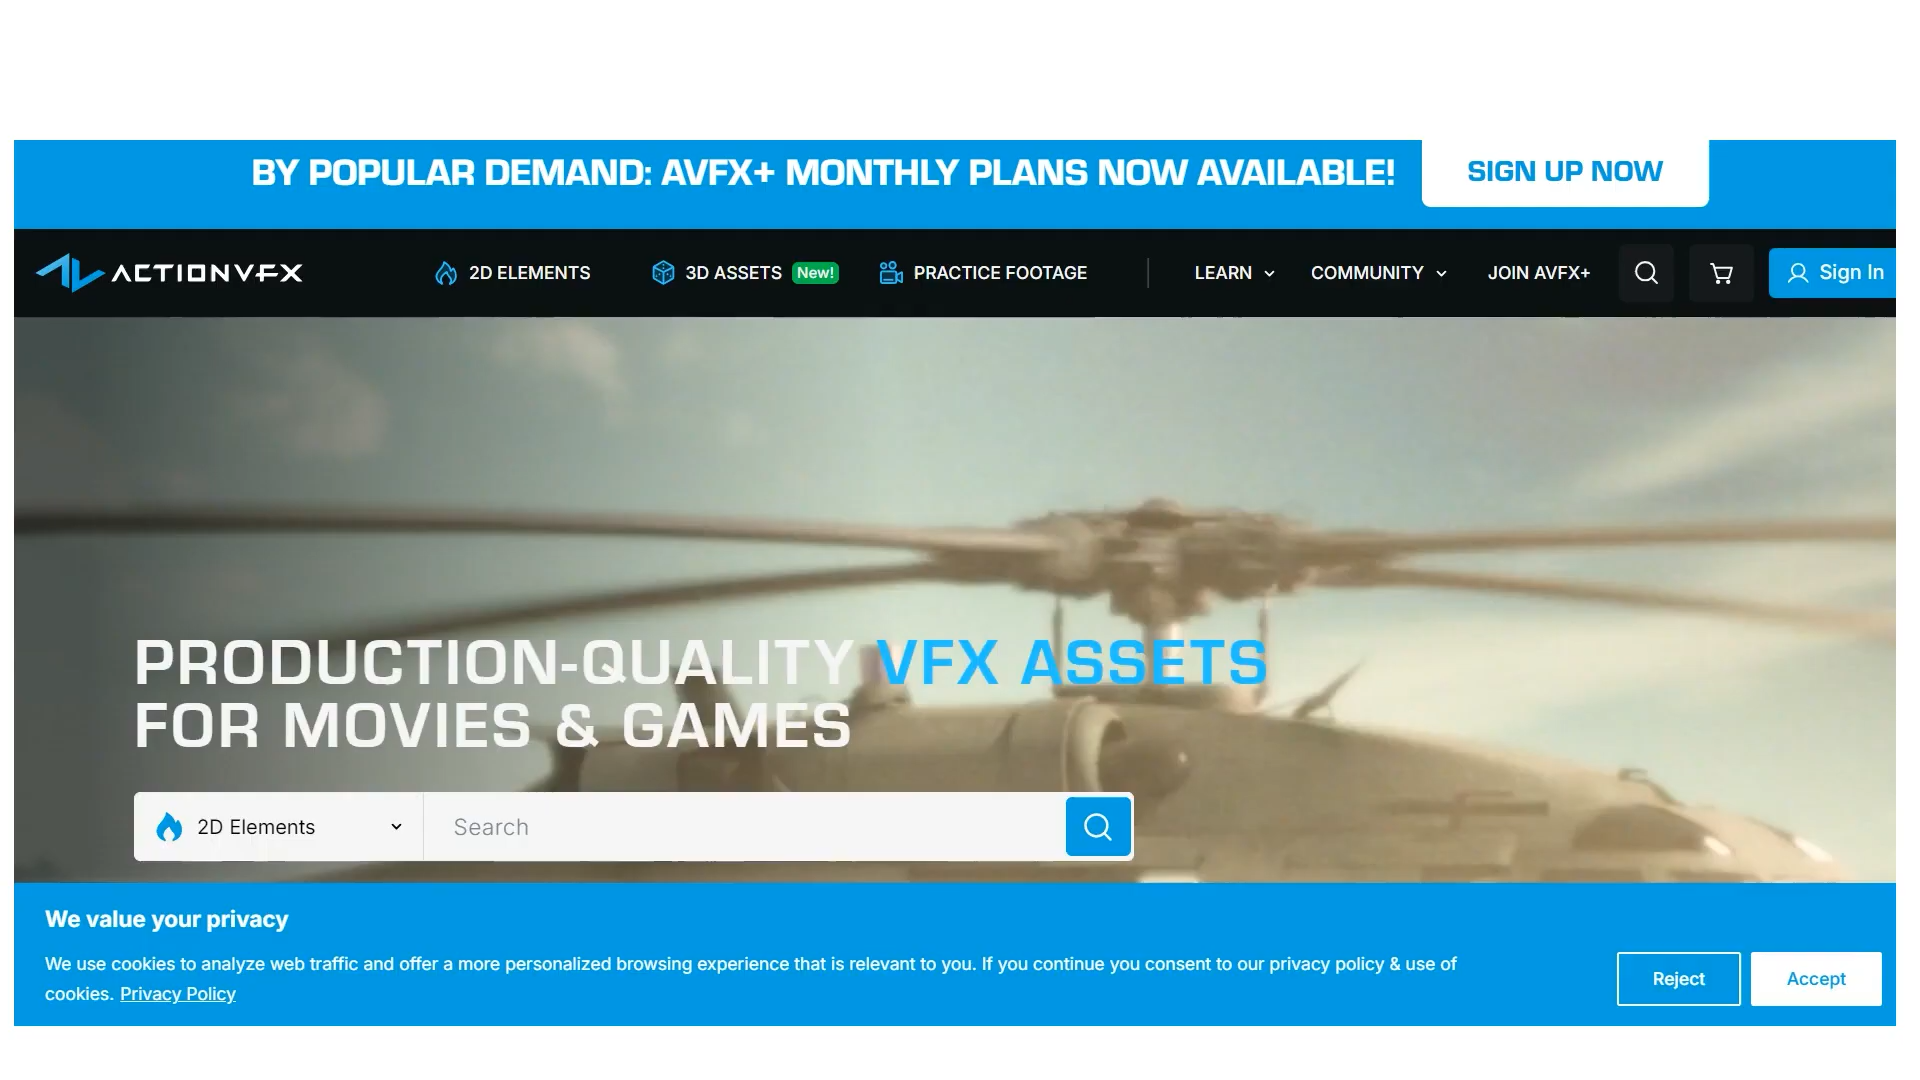 BY POPULAR DEMAND: AVFX+ MONTHLY PLANS NOW AVAILABLE!
SIGN UP NOW
ACTIONVFX
2D ELEMENTS
3D ASSETS
New!
PRACTICE FOOTAGE
LEARN
COMMUNITY
JOIN AVFX+
Sign In
PRODUCTION-QUALITY VFX ASSETS
FOR MOVIES & GAMES
2D Elements
Search
We value your privacy
We use cookies to analyze web traffic and offer a more personalized browsing experience that is relevant to you. If you continue you consent to our privacy policy & use of
cookies. Privacy Policy
Reject
Accept